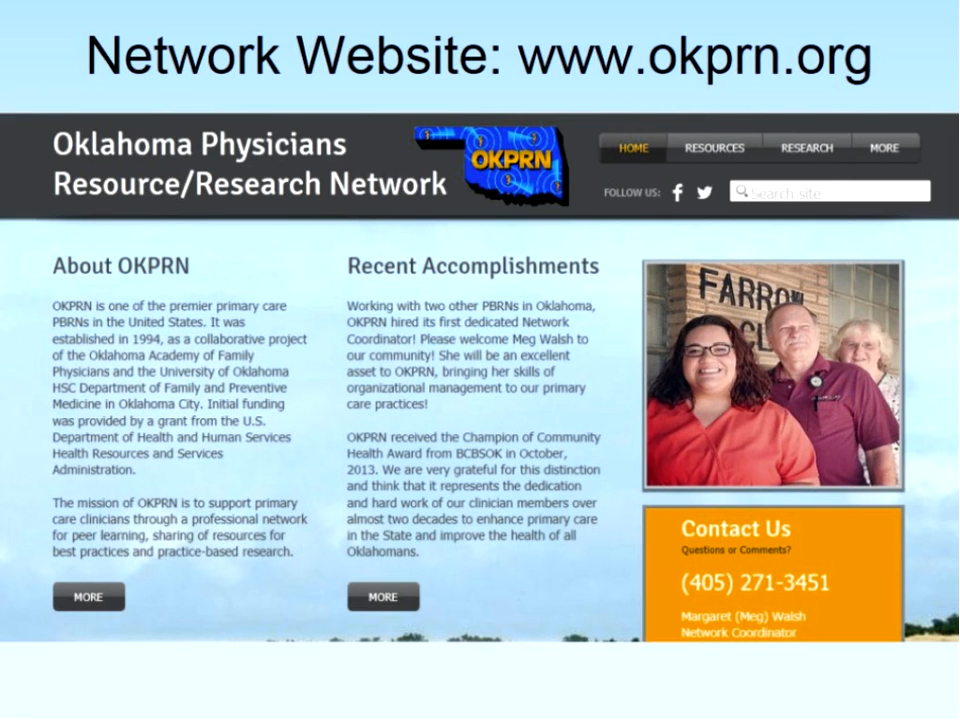 Network Website: www.okprn.org
Oklahoma Physicians
Resource/Research Network
OKPRN
HOME
RESOURCES
RESEARCH
MORE
FOLLOW US:
Search site
About OKPRN
OKPRN is one of the premier primary care
PBRNs in the United States. It was
established in 1994, as a collaborative project
of the Oklahoma Academy of Family
Physicians and the University of Oklahoma
HSC Department of Family and Preventive
Medicine in Oklahoma City. Initial funding
was provided by a grant from the U.S.
Department of Health and Human Services
Health Resources and Services
Administration.
The mission of OKPRN is to support primary
care clinicians through a professional network
for peer learning, sharing of resources for
best practices and practice-based research.
MORE
Recent Accomplishments
Working with two other PBRNs in Oklahoma,
OKPRN hired its first dedicated Network
Coordinator! Please welcome Meg Walsh to
our community! She will be an excellent
asset to OKPRN, bringing her skills of
organizational management to our primary
care practices!
OKPRN received the Champion of Community
Health Award from BCBSOK in October,
2013. We are very grateful for this distinction
and think that it represents the dedication
and hard work of our clinician members over
almost two decades to enhance primary care
in the State and improve the health of all
Oklahomans.
MORE
FARROW
CL
Contact Us
Questions or Comments?
(405) 271-3451
Margaret (Meg) Walsh
Network Coordinator